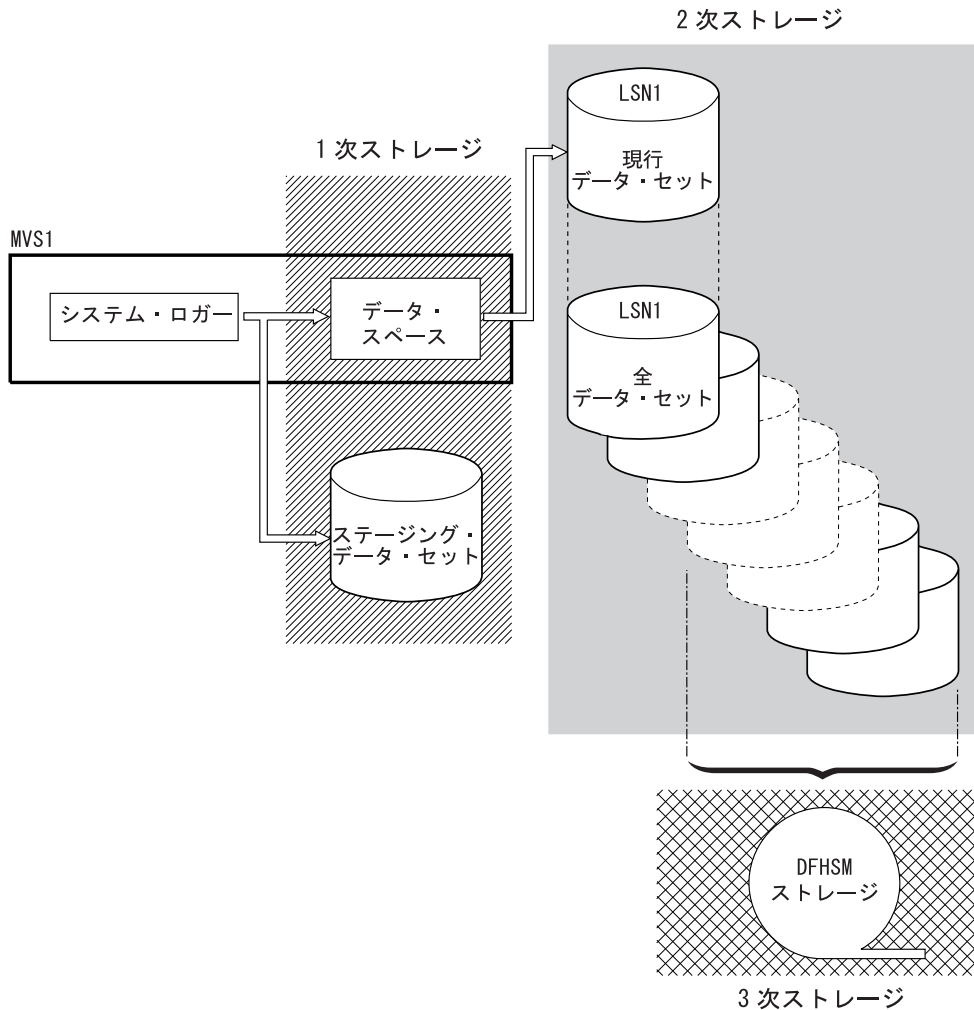 2 次ストレージ
LSN1
現行
データ・セット
1 次ストレージ
MVS1
システム・ロガー
データ・
スペース
LSN1
全
データ・セット
ステージング・
データ・セット
DFHSM
ストレージ
3 次ストレージ